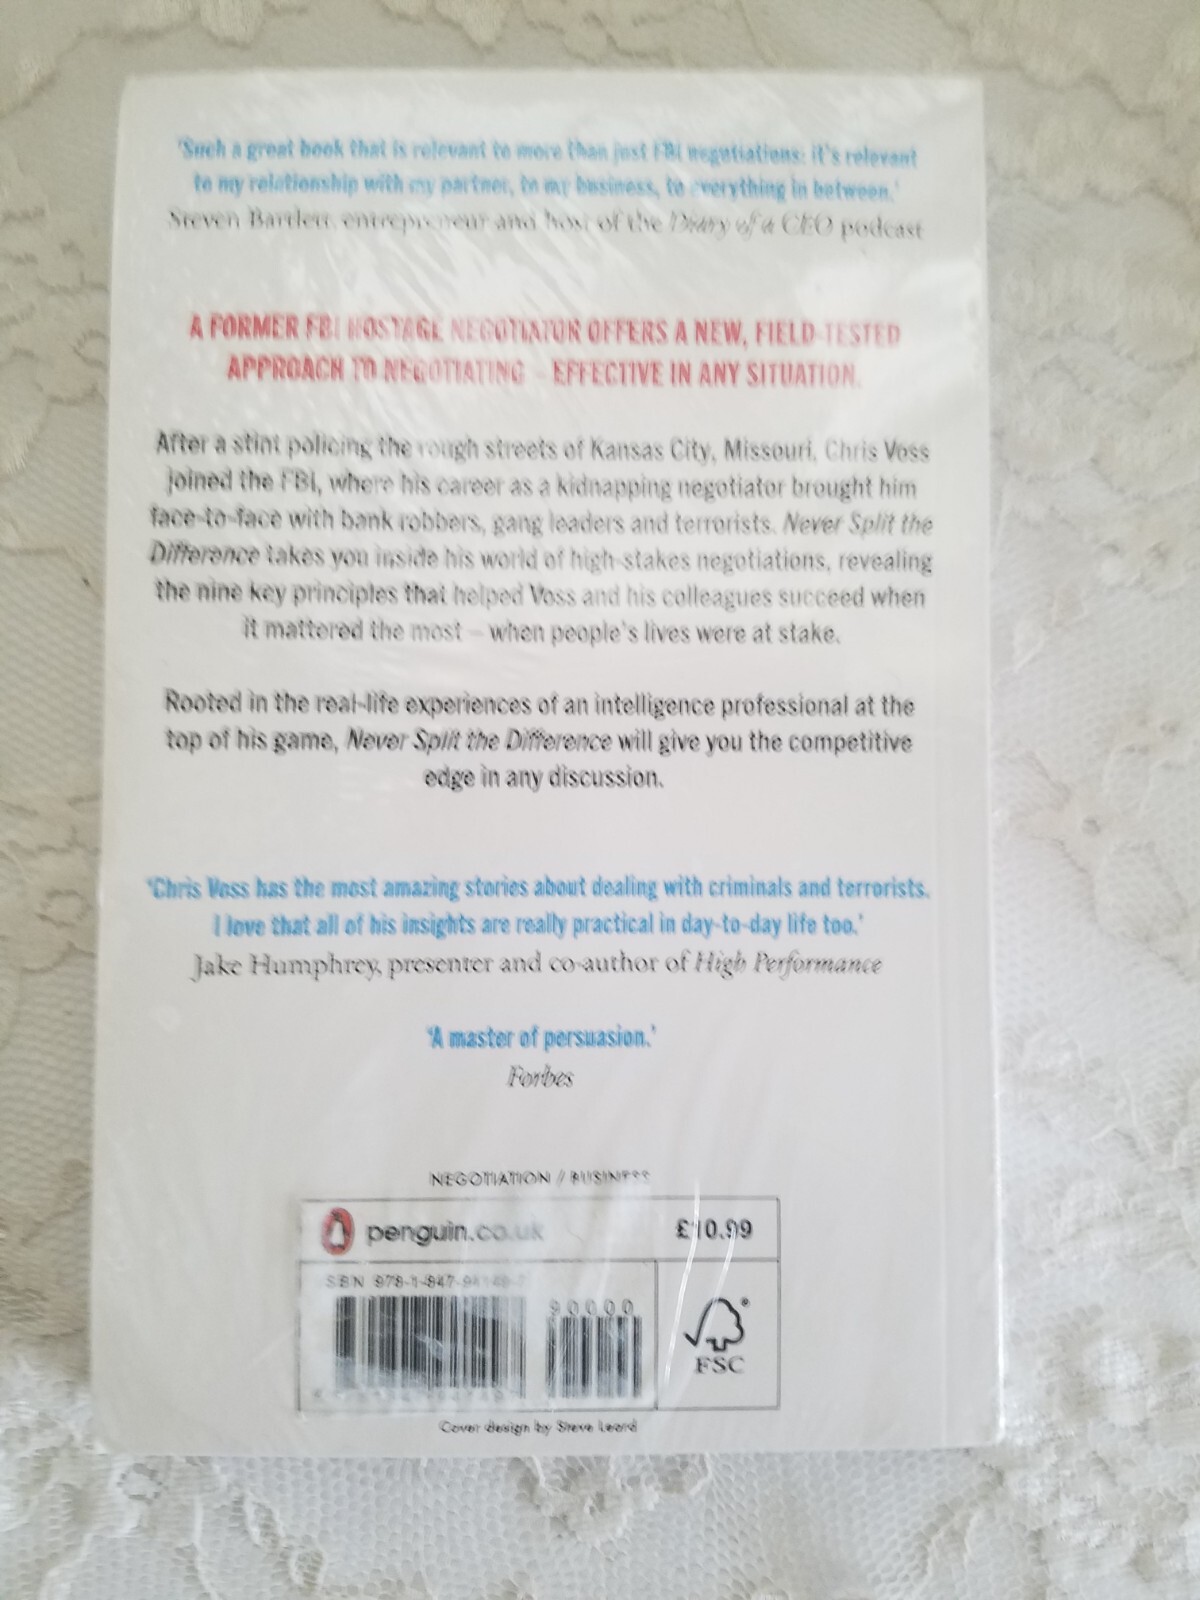 'Such a great book that is relevant to more than just FBI negotiations: it's relevant
to my relationship with my partner, to my business, to everything in between.'
Steven Bartlett, entrepreneur and host of the Diary of a CEO podcast
A FORMER FBI HOSTAGE NEGOTIATOR OFFERS A NEW, FIELD-TESTED
APPROACH TO NEGOTIATING – EFFECTIVE IN ANY SITUATION.
After a stint policing the rough streets of Kansas City, Missouri, Chris Voss
joined the FBI, where his career as a kidnapping negotiator brought him
face-to-face with bank robbers, gang leaders and terrorists. Never Split the
Difference takes you inside his world of high-stakes negotiations, revealing
the nine key principles that helped Voss and his colleagues succeed when
it mattered the most – when people's lives were at stake.
Rooted in the real-life experiences of an intelligence professional at the
top of his game, Never Split the Difference will give you the competitive
edge in any discussion.
'Chris Voss has the most amazing stories about dealing with criminals and terrorists.
I love that all of his insights are really practical in day-to-day life too.'
Jake Humphrey, presenter and co-author of High Performance
'A master of persuasion.'
Forbes
NEGOTIATION / BUSINESS
penguin.co.uk
£10.99
ISBN
90000
FSC
Cover design by Steve Leard